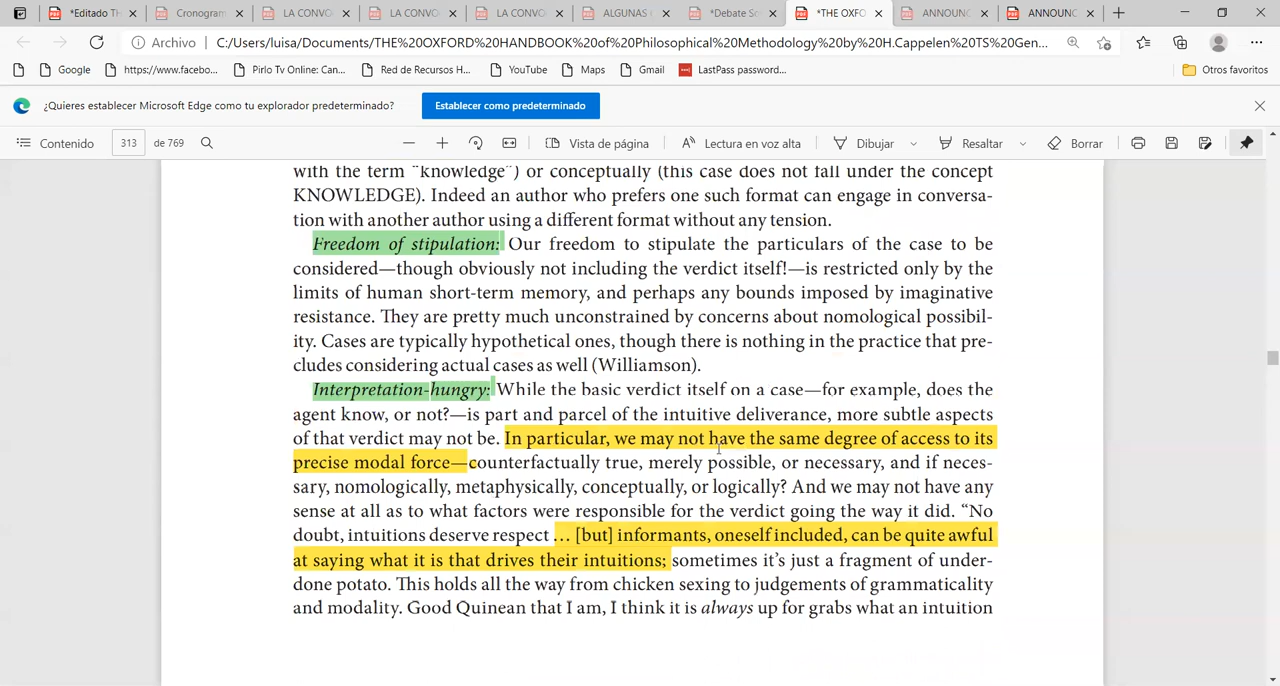 *Editado TH
Cronogram
LA CONVO
LA CONVO
LA CONVO
ALGUNAS
*Debate So
*THE OXFO
ANNOUNC
ANNOUNC
Archivo | C:/Users/luisa/Documents/THE%20OXFORD%20HANDBOOK%20of%20Philosophical%20Methodology%20by%20H.Cappelen%20TS%20Gen...
Google
https://www.facebo...
Pirlo Tv Online: Can...
Red de Recursos H...
YouTube
Maps
Gmail
LastPass password...
Otros favoritos
¿Quieres establecer Microsoft Edge como tu explorador predeterminado?
Establecer como predeterminado
Contenido
313 de 769
Vista de página
Lectura en voz alta
Dibujar
Resaltar
Borrar
with the term “knowledge”) or conceptually (this case does not fall under the concept
KNOWLEDGE). Indeed an author who prefers one such format can engage in conversa-
tion with another author using a different format without any tension.
Freedom of stipulation: Our freedom to stipulate the particulars of the case to be
considered—though obviously not including the verdict itself!—is restricted only by the
limits of human short-term memory, and perhaps any bounds imposed by imaginative
resistance. They are pretty much unconstrained by concerns about nomological possibil-
ity. Cases are typically hypothetical ones, though there is nothing in the practice that pre-
cludes considering actual cases as well (Williamson).
Interpretation-hungry: While the basic verdict itself on a case—for example, does the
agent know, or not?—is part and parcel of the intuitive deliverance, more subtle aspects
of that verdict may not be. In particular, we may not have the same degree of access to its
precise modal force—counterfactually true, merely possible, or necessary, and if neces-
sary, nomologically, metaphysically, conceptually, or logically? And we may not have any
sense at all as to what factors were responsible for the verdict going the way it did. “No
doubt, intuitions deserve respect … [but] informants, oneself included, can be quite awful
at saying what it is that drives their intuitions; sometimes it’s just a fragment of under-
done potato. This holds all the way from chicken sexing to judgements of grammaticality
and modality. Good Quinean that I am, I think it is always up for grabs what an intuition